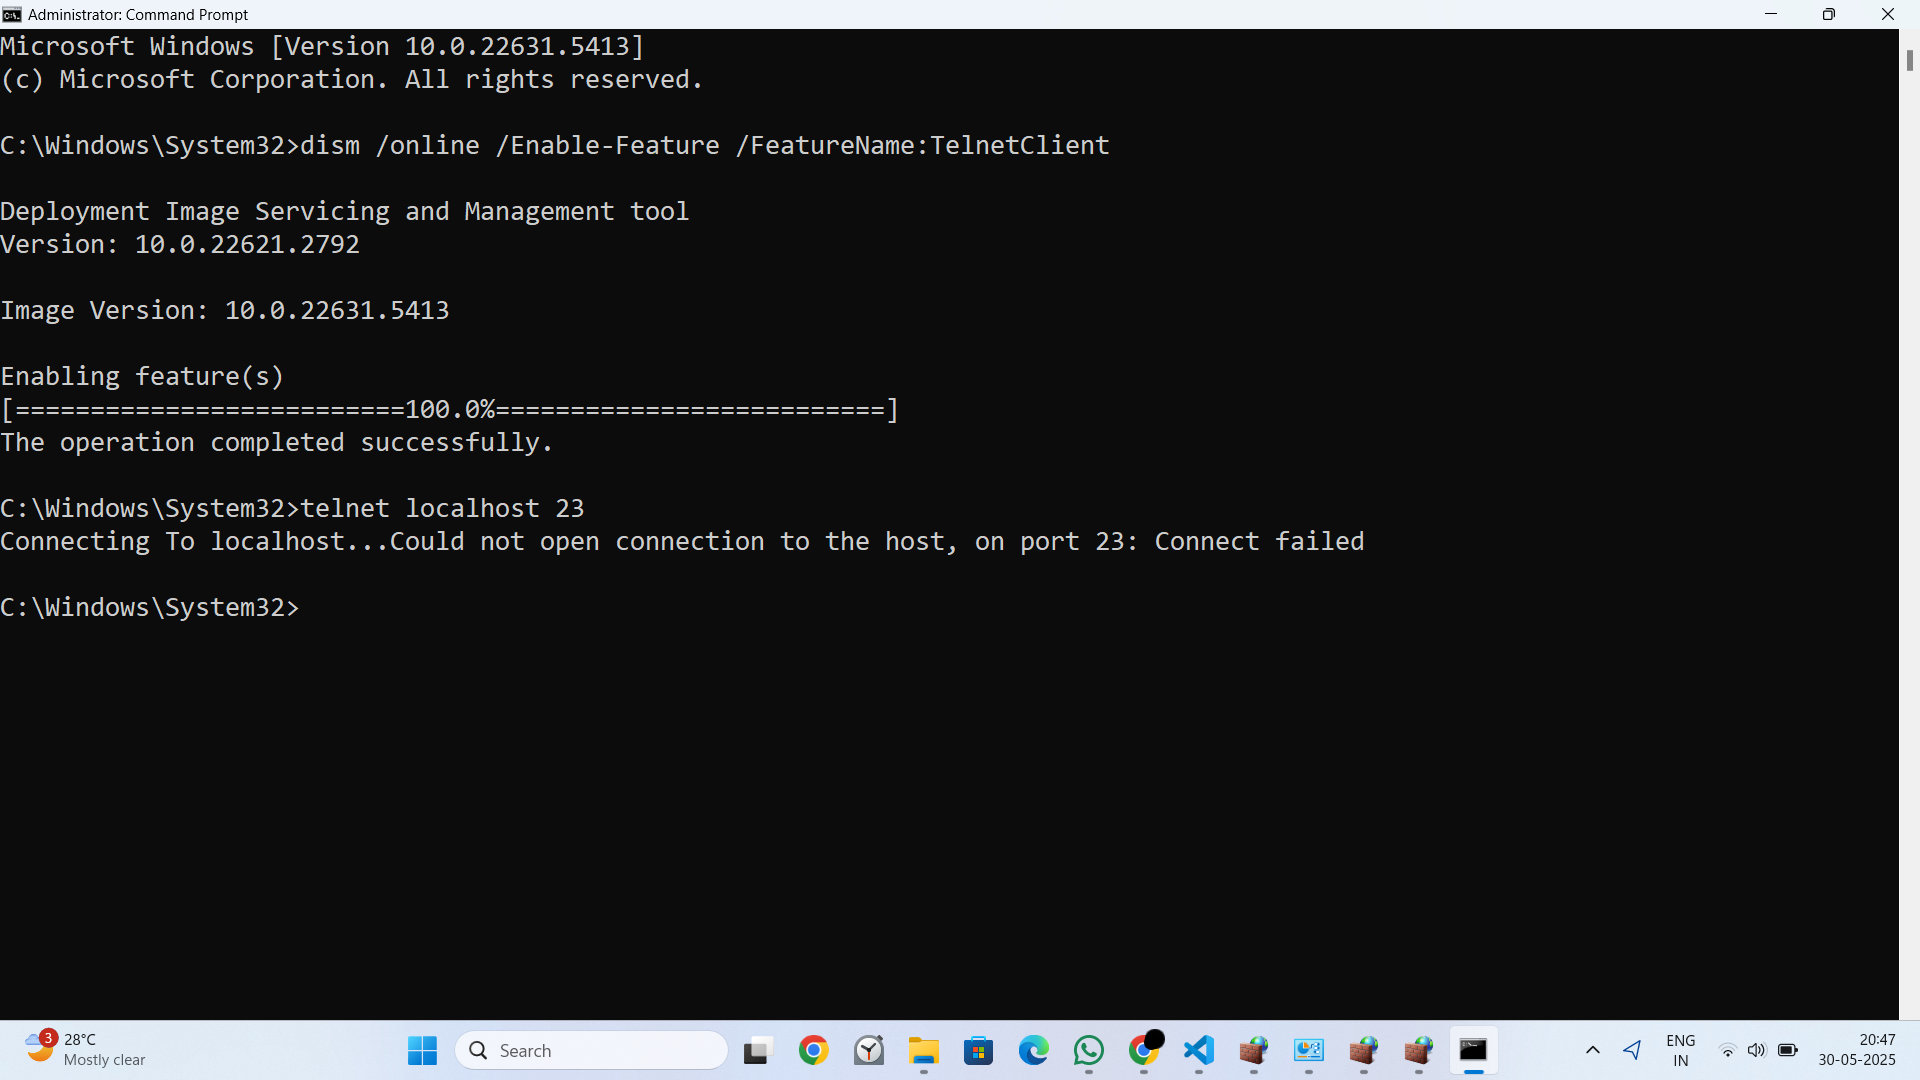 Administrator: Command Prompt
Microsoft Windows [Version 10.0.22631.5413]
(c) Microsoft Corporation. All rights reserved.
C:\Windows\System32>dism /online /Enable-Feature /FeatureName:TelnetClient
Deployment Image Servicing and Management tool
Version: 10.0.22621.2792
Image Version: 10.0.22631.5413
Enabling feature(s)
[==========================100.0%==========================]
The operation completed successfully.
C:\Windows\System32>telnet localhost 23
Connecting To localhost...Could not open connection to the host, on port 23: Connect failed
C:\Windows\System32>
3
28°C
Mostly clear
Search
ENG
IN
20:47
30-05-2025